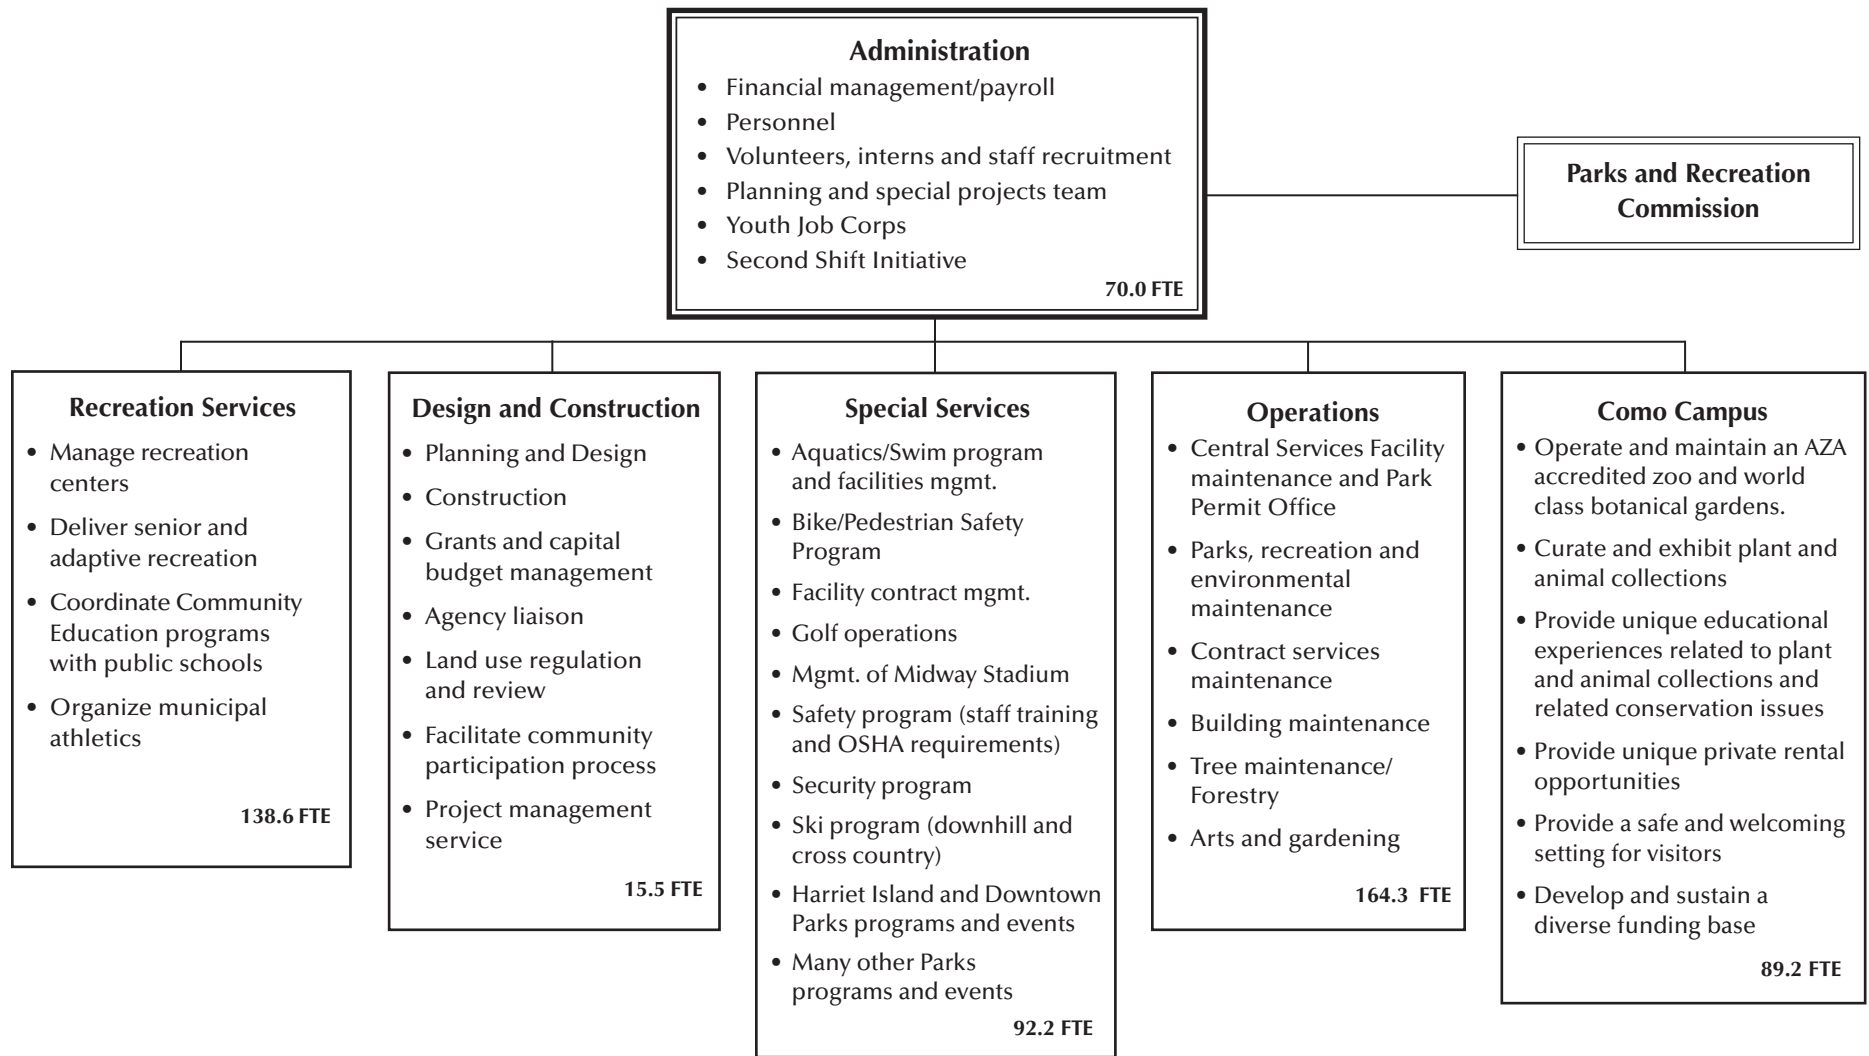 Administration
• Financial management/payroll
• Personnel
• Volunteers, interns and staff recruitment
• Planning and special projects team
• Youth Job Corps
• Second Shift Initiative
70.0 FTE
Parks and Recreation
Commission
Recreation Services
• Manage recreation
centers
• Deliver senior and
adaptive recreation
• Coordinate Community
Education programs
with public schools
• Organize municipal
athletics
138.6 FTE
Design and Construction
• Planning and Design
• Construction
• Grants and capital
budget management
• Agency liaison
• Land use regulation
and review
• Facilitate community
participation process
• Project management
service
15.5 FTE
Special Services
• Aquatics/Swim program
and facilities mgmt.
• Bike/Pedestrian Safety
Program
• Facility contract mgmt.
• Golf operations
• Mgmt. of Midway Stadium
• Safety program (staff training
and OSHA requirements)
• Security program
• Ski program (downhill and
cross country)
• Harriet Island and Downtown
Parks programs and events
• Many other Parks
programs and events
92.2 FTE
Operations
• Central Services Facility
maintenance and Park
Permit Office
• Parks, recreation and
environmental
maintenance
• Contract services
maintenance
• Building maintenance
• Tree maintenance/
Forestry
• Arts and gardening
164.3 FTE
Como Campus
• Operate and maintain an AZA
accredited zoo and world
class botanical gardens.
• Curate and exhibit plant and
animal collections
• Provide unique educational
experiences related to plant
and animal collections and
related conservation issues
• Provide unique private rental
opportunities
• Provide a safe and welcoming
setting for visitors
• Develop and sustain a
diverse funding base
89.2 FTE